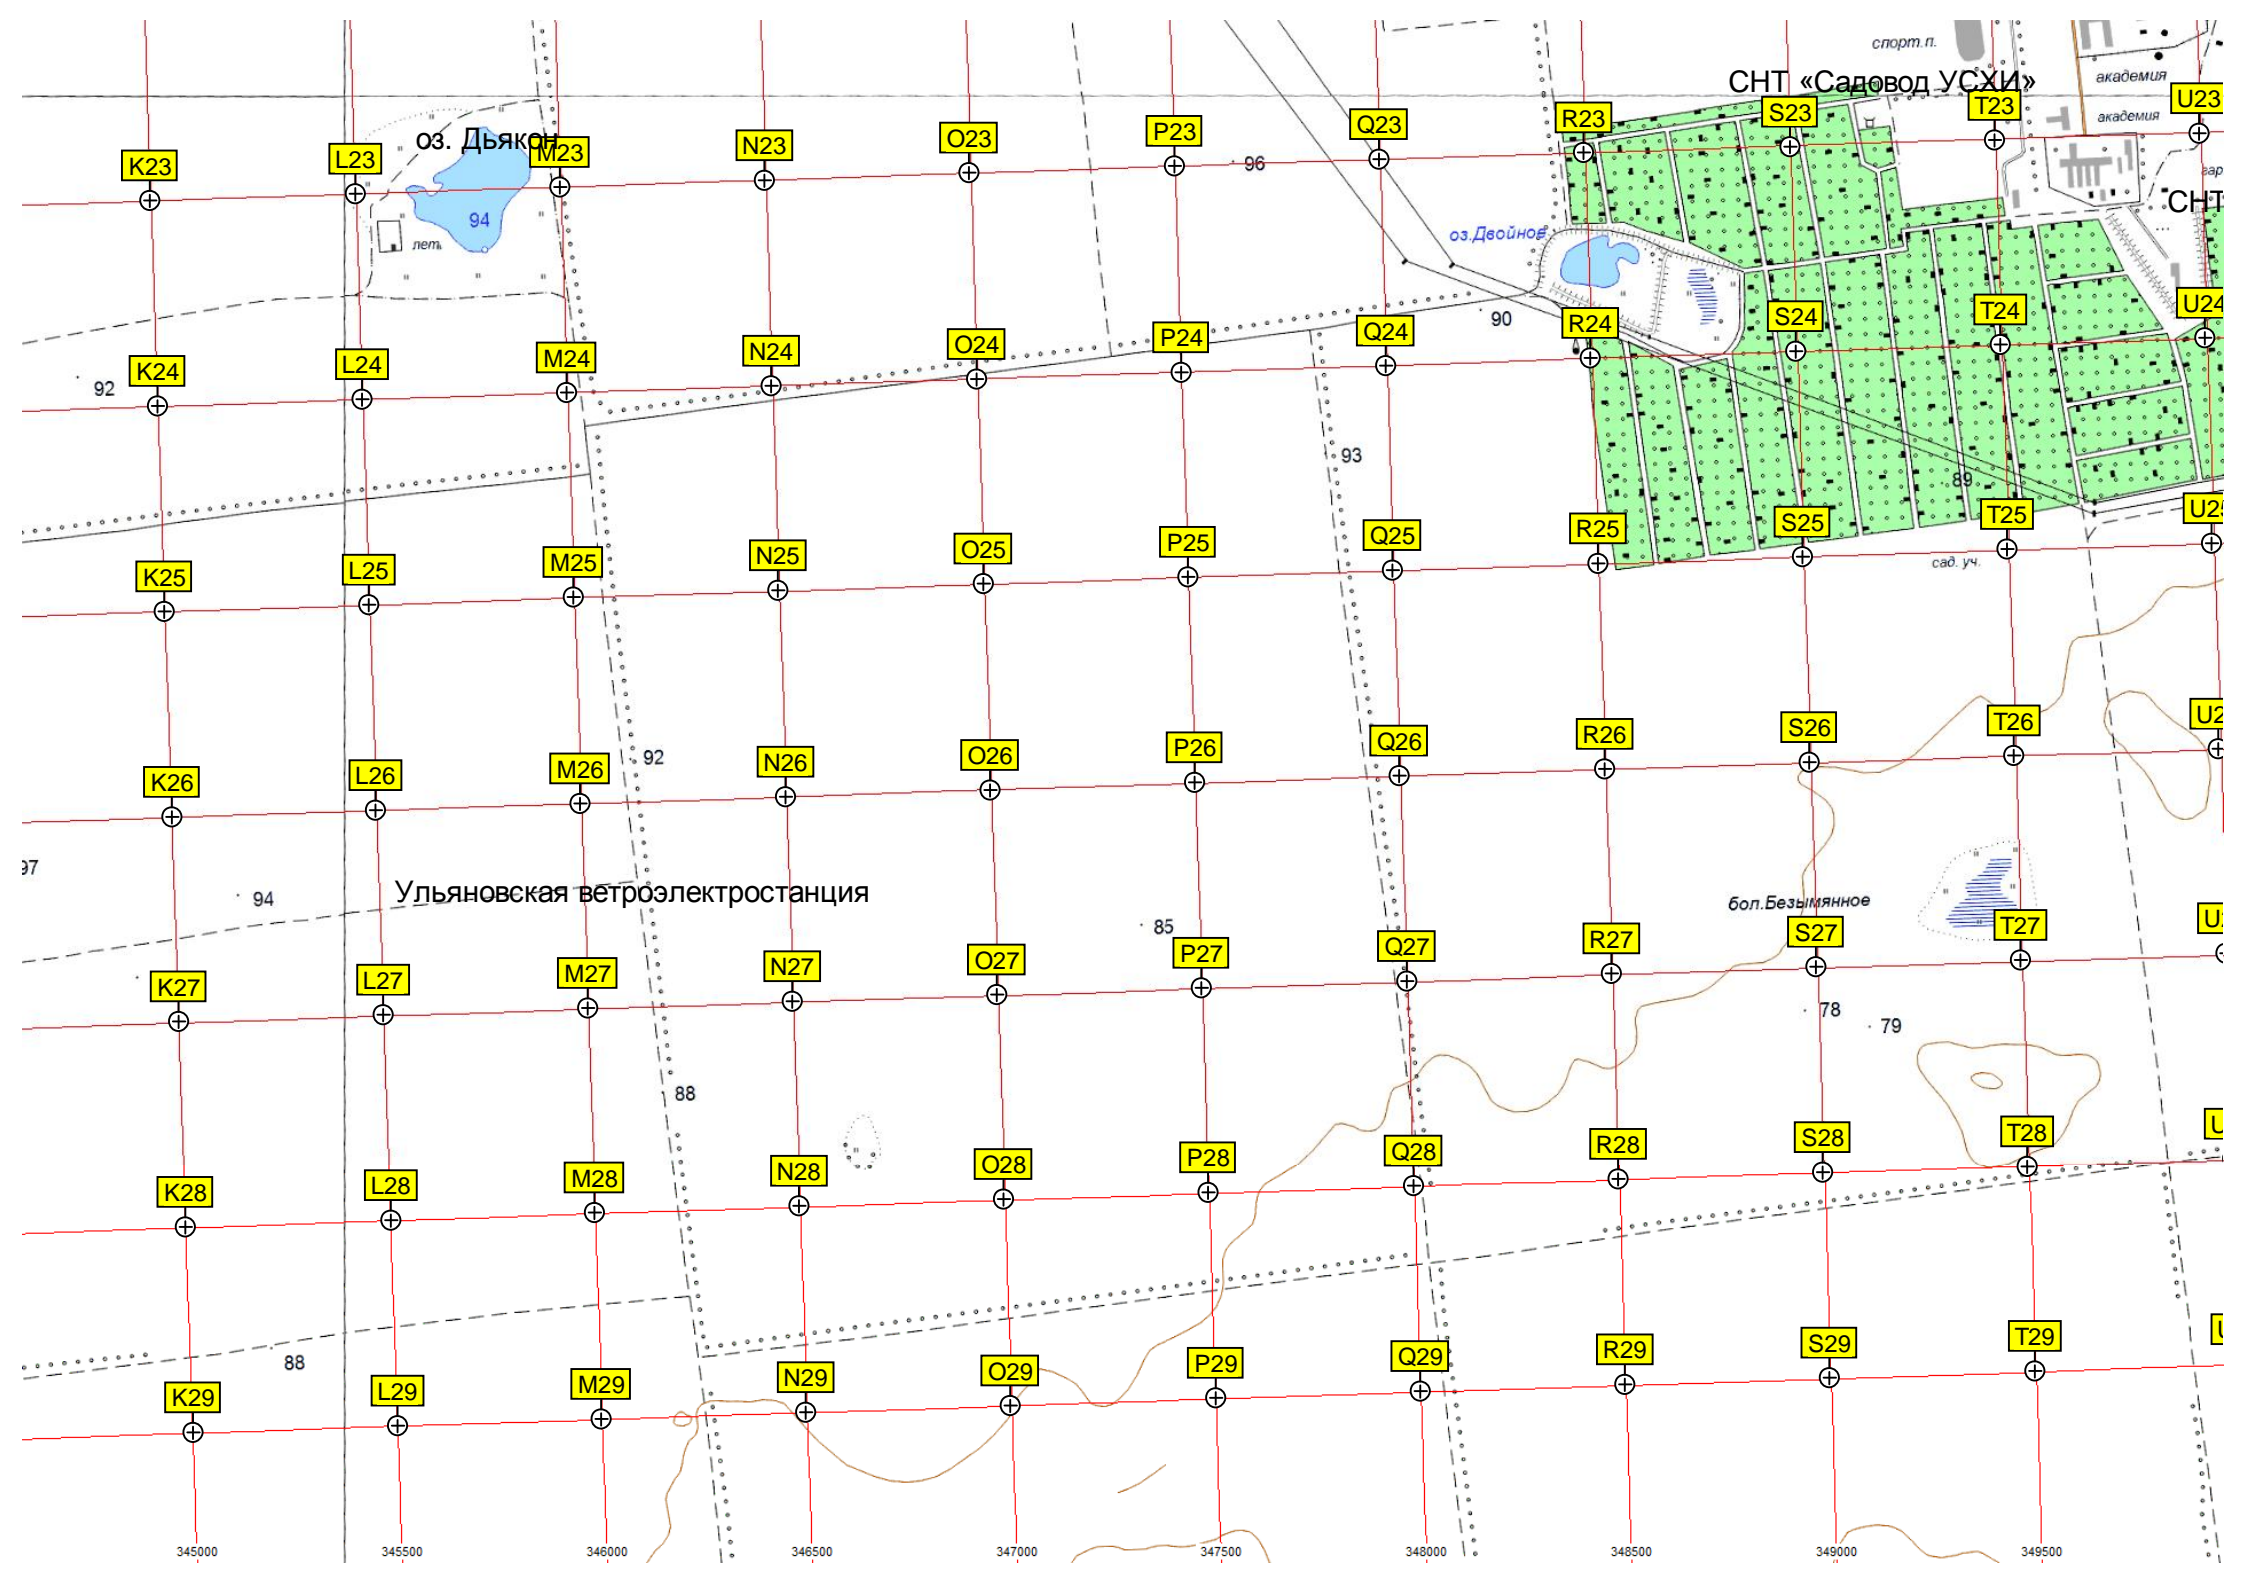 спорт.п.
академия
СНТ «Садовод УСХИ»
академия
K23 L23 M23 N23 O23 P23 Q23 R23 S23 T23 U23
оз. Дьякон
96
94
лет.
оз.Двойное
СНТ
K24 L24 M24 N24 O24 P24 Q24 R24 S24 T24 U24
92
90
93
89
K25 L25 M25 N25 O25 P25 Q25 R25 S25 T25
сад. уч.
K26 L26 M26 N26 O26 P26 Q26 R26 S26 T26
92
97
94
Ульяновская ветроэлектростанция
85
бол.Безымянное
K27 L27 M27 N27 O27 P27 Q27 R27 S27 T27
78
79
88
K28 L28 M28 N28 O28 P28 Q28 R28 S28 T28
88
K29 L29 M29 N29 O29 P29 Q29 R29 S29 T29
345000 345500 346000 346500 347000 347500 348000 348500 349000 349500